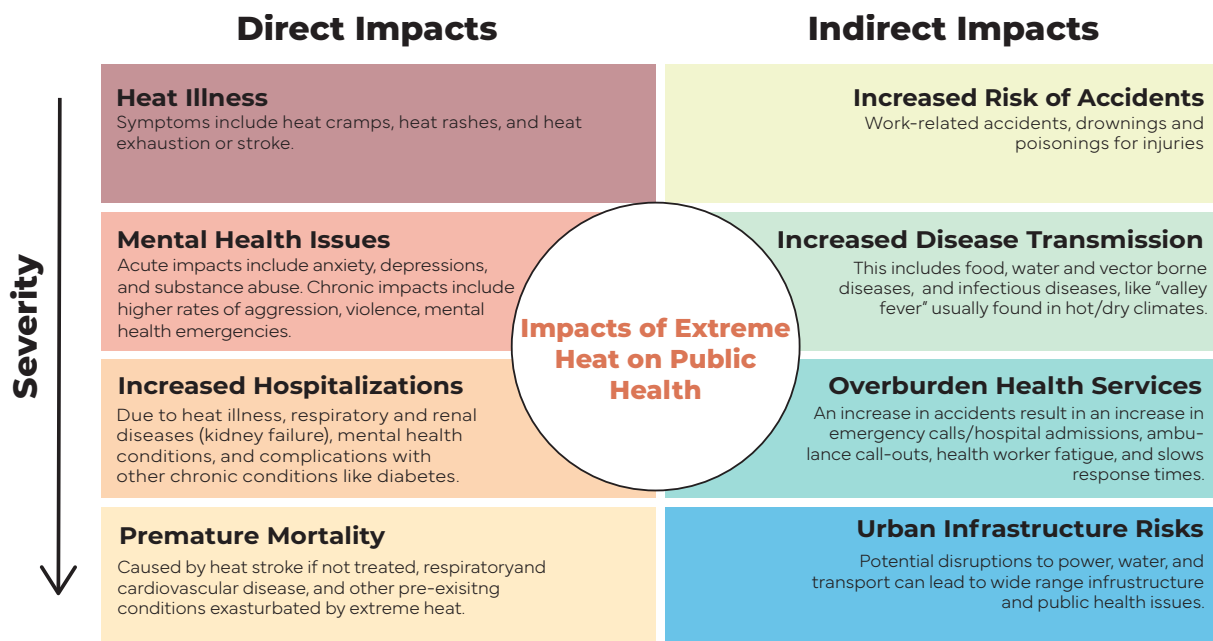 Direct Impacts
Indirect Impacts
Severity
Heat Illness
Symptoms include heat cramps, heat rashes, and heat
exhaustion or stroke.
Increased Risk of Accidents
Work-related accidents, drownings and
poisonings for injuries
Mental Health Issues
Acute impacts include anxiety, depressions,
and substance abuse. Chronic impacts include
higher rates of aggression, violence, mental
health emergencies.
Increased Disease Transmission
This includes food, water and vector borne
diseases,  and infectious diseases, like "valley
fever" usually found in hot/dry climates.
Impacts of Extreme
Heat on Public
Health
Increased Hospitalizations
Due to heat illness, respiratory and renal
diseases (kidney failure), mental health
conditions, and complications with
other chronic conditions like diabetes.
Overburden Health Services
An increase in accidents result in an increase in
emergency calls/hospital admissions, ambu-
lance call-outs, health worker fatigue, and slows
response times.
Premature Mortality
Caused by heat stroke if not treated, respiratoryand
cardiovascular disease, and other pre-exisitng
conditions exasturbated by extreme heat.
Urban Infrastructure Risks
Potential disruptions to power, water, and
transport can lead to wide range infrustructure
and public health issues.